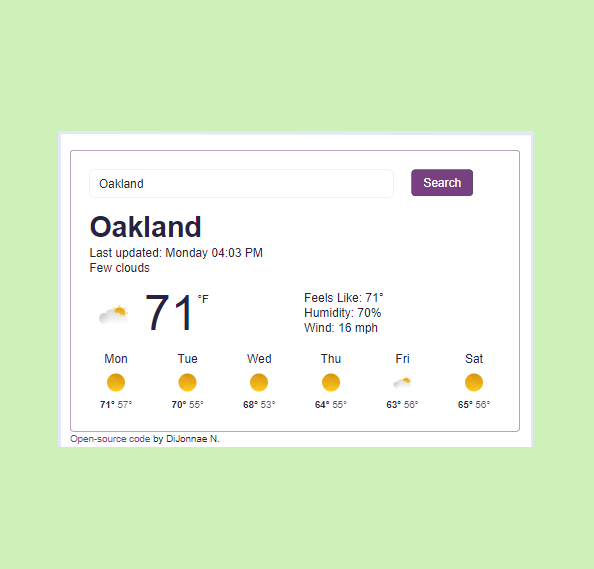 Oakland
Search
Oakland
Last updated: Monday 04:03 PM
Few clouds
71 °F
Feels Like: 71°
Humidity: 70%
Wind: 16 mph
Mon Tue Wed Thu Fri Sat
71° 57° 70° 55° 68° 53° 64° 55° 63° 56° 65° 56°
Open-source code by DiJonnae N.